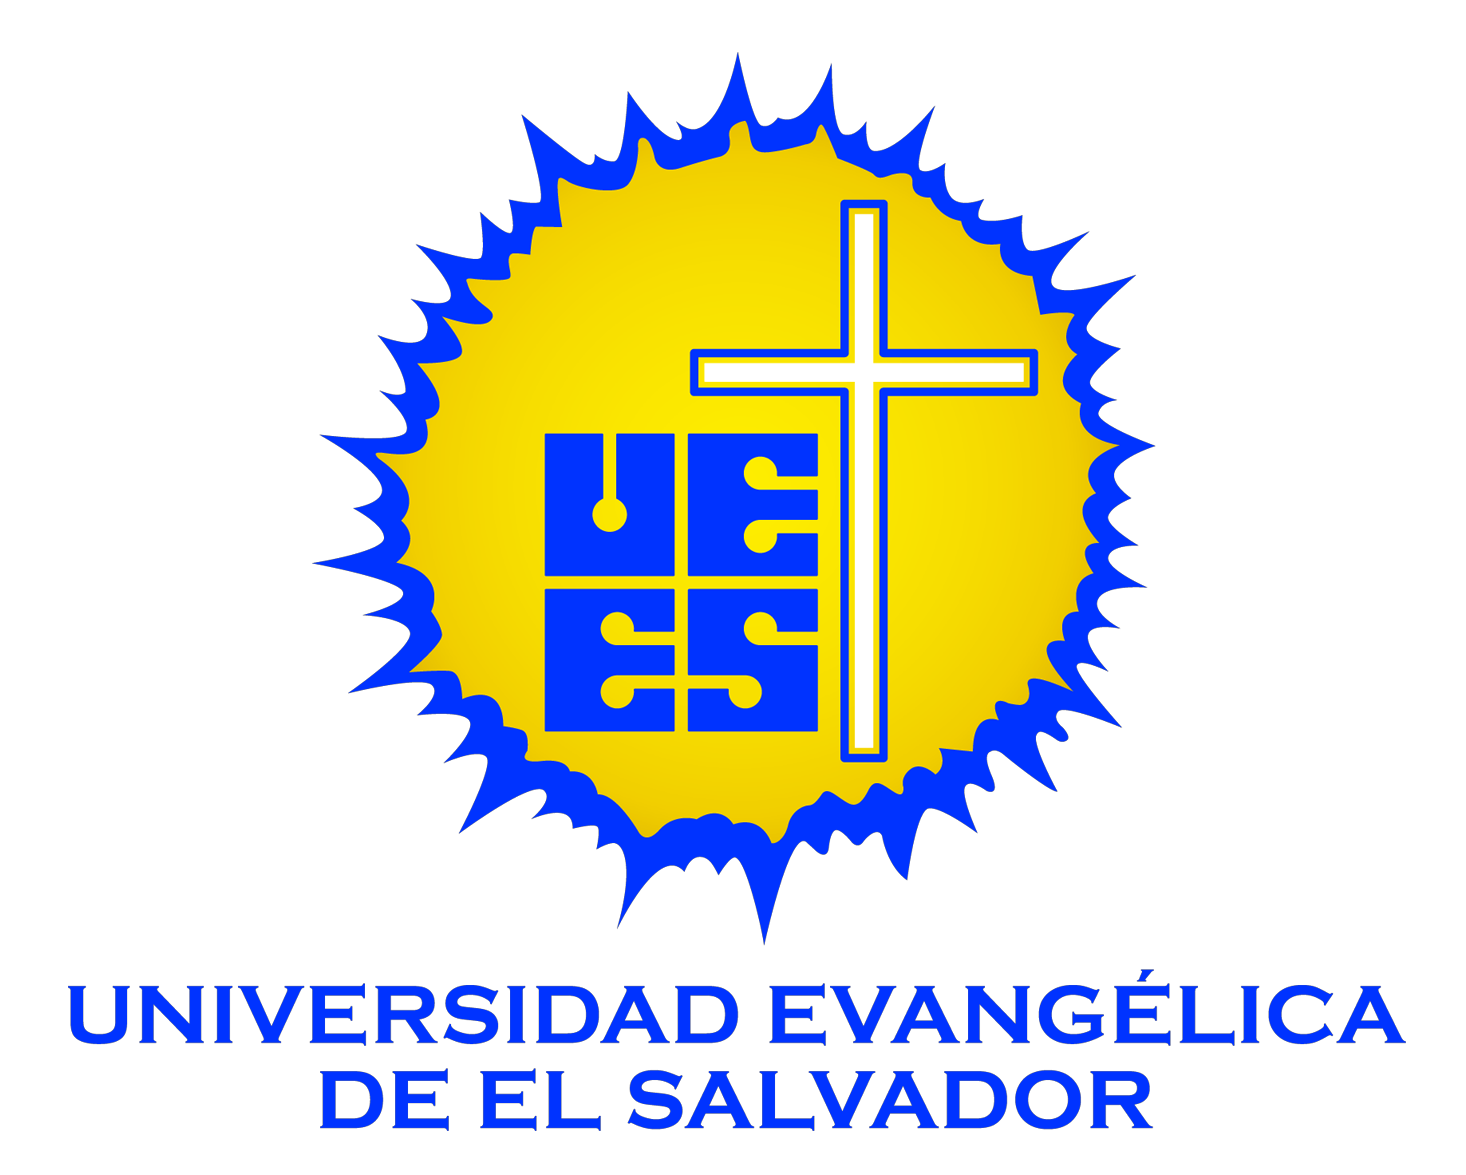 UE
ES
UNIVERSIDAD EVANGÉLICA
DE EL SALVADOR